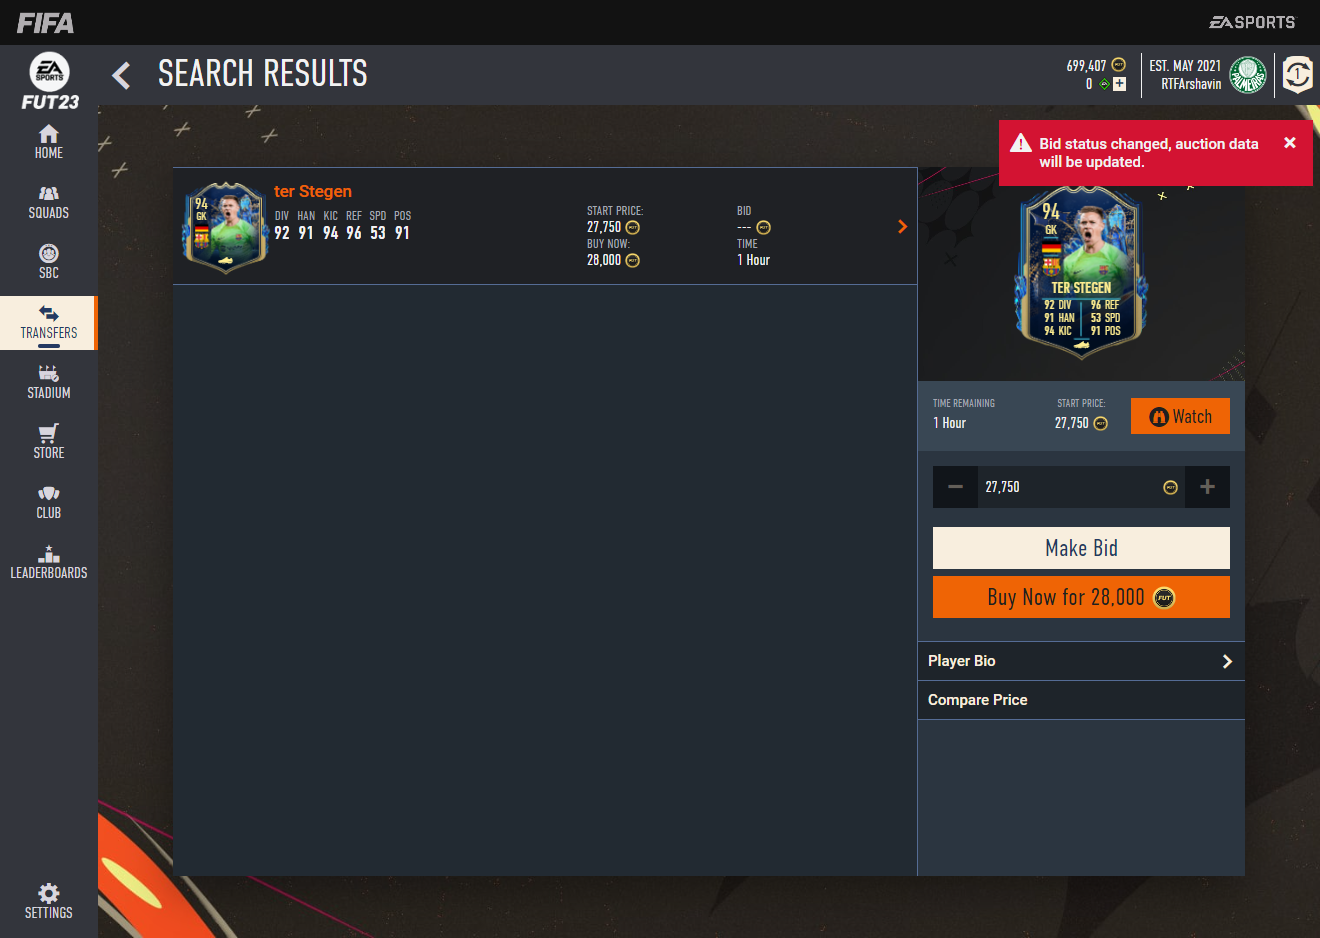 FIFA
EA SPORTS
EA SPORTS
FUT23
SEARCH RESULTS
699,407
0
EST. MAY 2021
RTFArshavin
PALMEIRAS
1
HOME
SQUADS
SBC
TRANSFERS
STADIUM
STORE
CLUB
LEADERBOARDS
SETTINGS
Bid status changed, auction data
will be updated.
94
GK
ter Stegen
DIV HAN KIC REF SPD POS
92 91 94 96 53 91
START PRICE:
27,750
BUY NOW:
28,000
BID
---
TIME
1 Hour
94
GK
TER STEGEN
92 DIV 96 REF
91 HAN 53 SPD
94 KIC 91 POS
TIME REMAINING
1 Hour
START PRICE:
27,750
Watch
27,750
Make Bid
Buy Now for 28,000 FUT
Player Bio
Compare Price